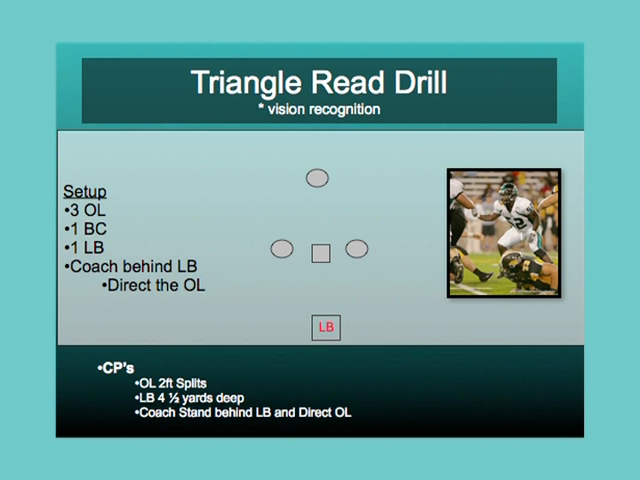 Triangle Read Drill
* vision recognition
Setup
•3 OL
•1 BC
•1 LB
•Coach behind LB
•Direct the OL
LB
•CP's
•OL 2ft Splits
•LB 4 ½ yards deep
•Coach Stand behind LB and Direct OL